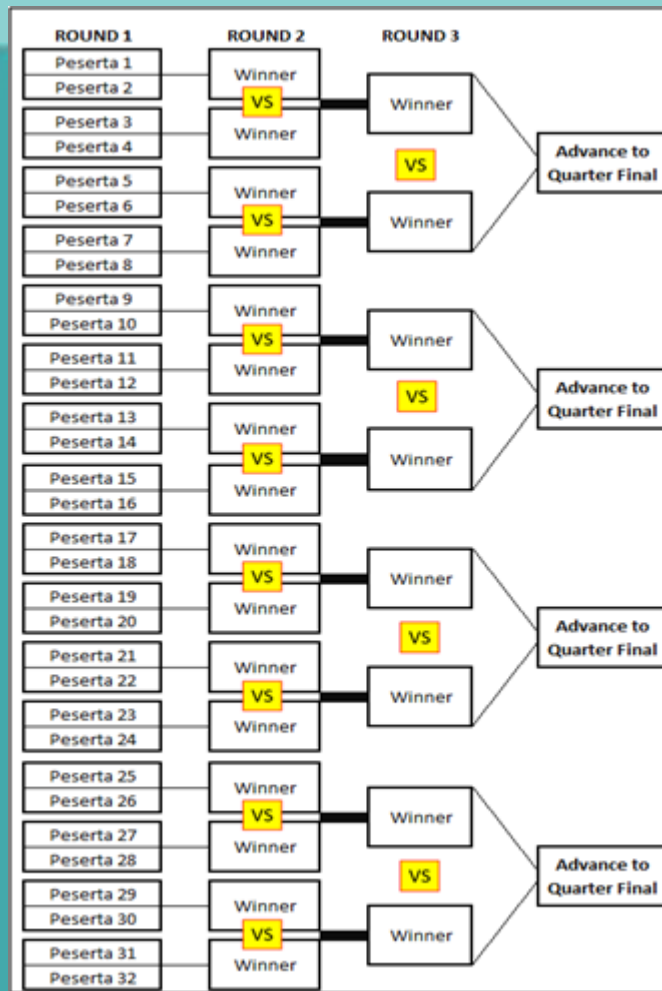 ROUND 1 ROUND 2 ROUND 3
Peserta 1
Peserta 2
Peserta 3
Peserta 4
Peserta 5
Peserta 6
Peserta 7
Peserta 8
Peserta 9
Peserta 10
Peserta 11
Peserta 12
Peserta 13
Peserta 14
Peserta 15
Peserta 16
Peserta 17
Peserta 18
Peserta 19
Peserta 20
Peserta 21
Peserta 22
Peserta 23
Peserta 24
Peserta 25
Peserta 26
Peserta 27
Peserta 28
Peserta 29
Peserta 30
Peserta 31
Peserta 32
Winner
VS
Winner
Winner
VS
Winner
Winner
VS
Winner
Winner
VS
Winner
Winner
VS
Winner
Winner
VS
Winner
Winner
VS
Winner
Winner
VS
Winner
Winner
VS
Winner
Winner
VS
Winner
Winner
VS
Winner
Winner
VS
Winner
Advance to
Quarter Final
Advance to
Quarter Final
Advance to
Quarter Final
Advance to
Quarter Final